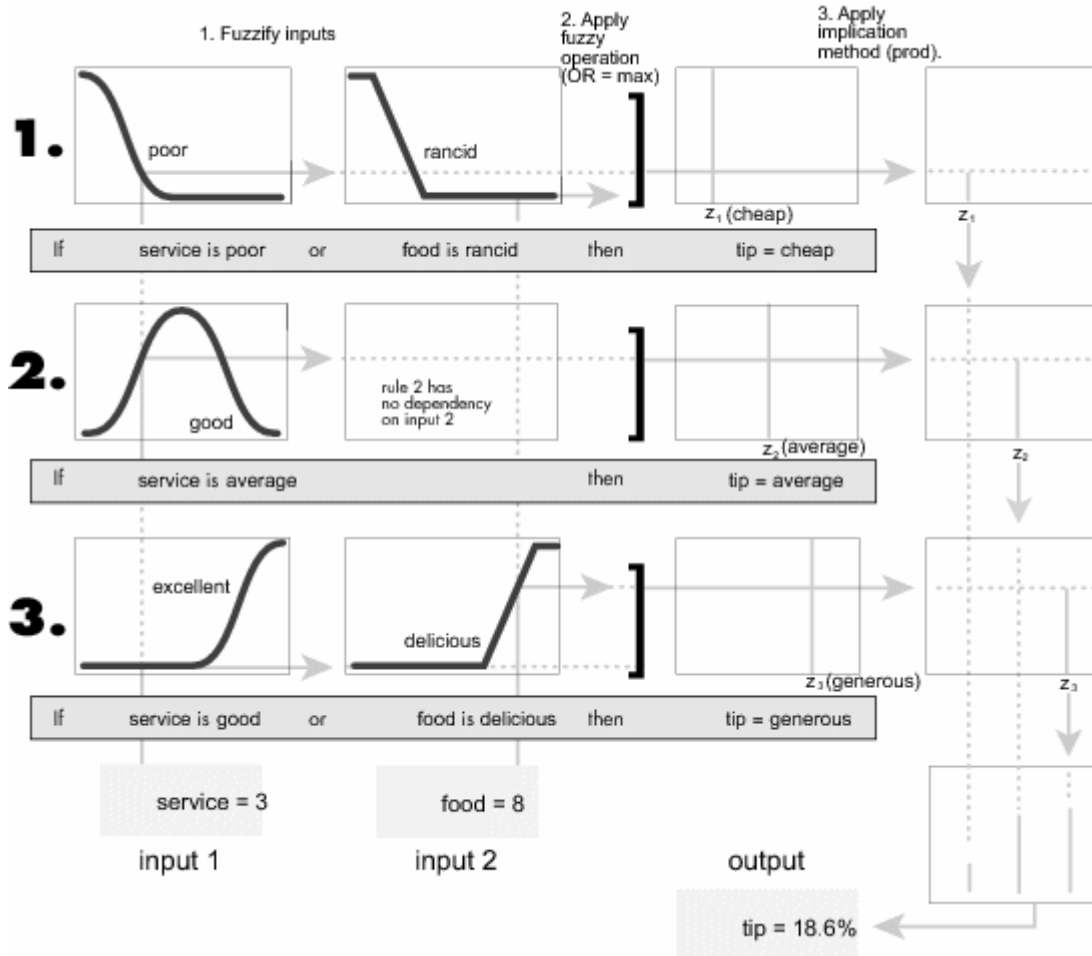 1. Fuzzify inputs
2. Apply
fuzzy
operation
(OR = max)
3. Apply
implication
method (prod).
1.
poor
rancid
z1 (cheap)
z1
If service is poor or food is rancid then tip = cheap
2.
good
rule 2 has
no dependency
on input 2
z2 (average)
z2
If service is average then tip = average
3.
excellent
delicious
z3 (generous)
z3
If service is good or food is delicious then tip = generous
service = 3
food = 8
input 1
input 2
output
tip = 18.6%